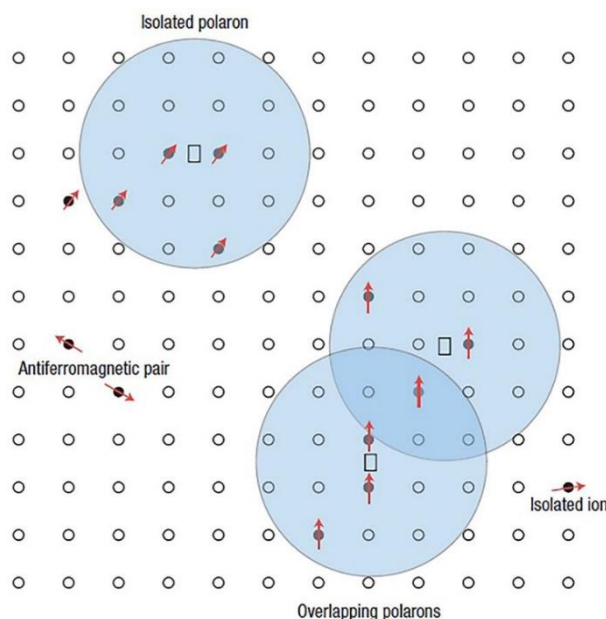 Isolated polaron
Antiferromagnetic pair
Isolated ion
Overlapping polarons